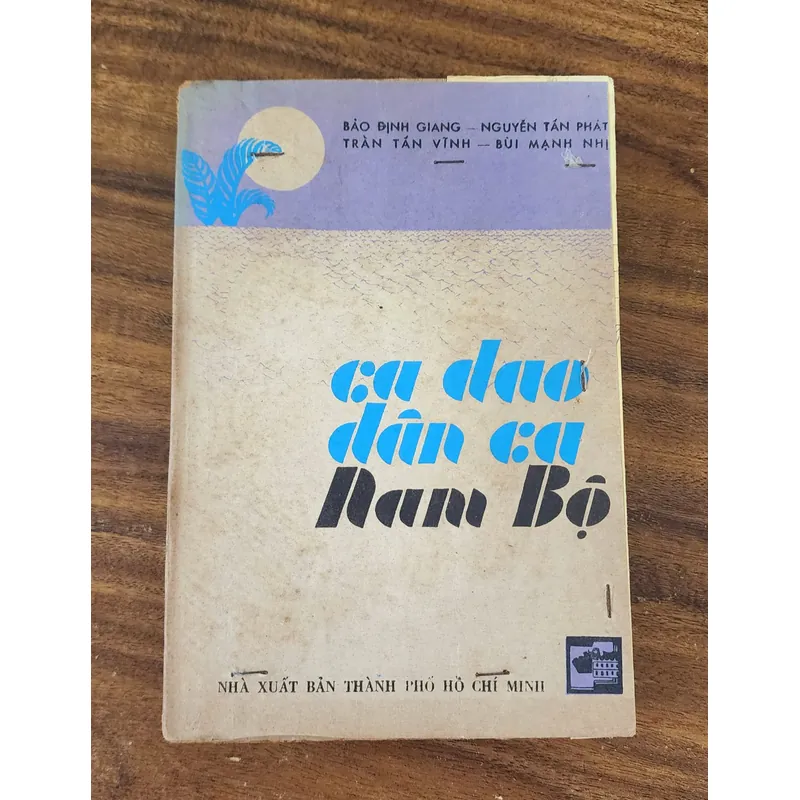 BẢO ĐỊNH GIANG — NGUYỄN TẤN PHÁT
TRẦN TẤN VĨNH — BÙI MẠNH NHỊ
ca dao
dân ca
Nam Bộ
NHÀ XUẤT BẢN THÀNH PHỐ HỒ CHÍ MINH